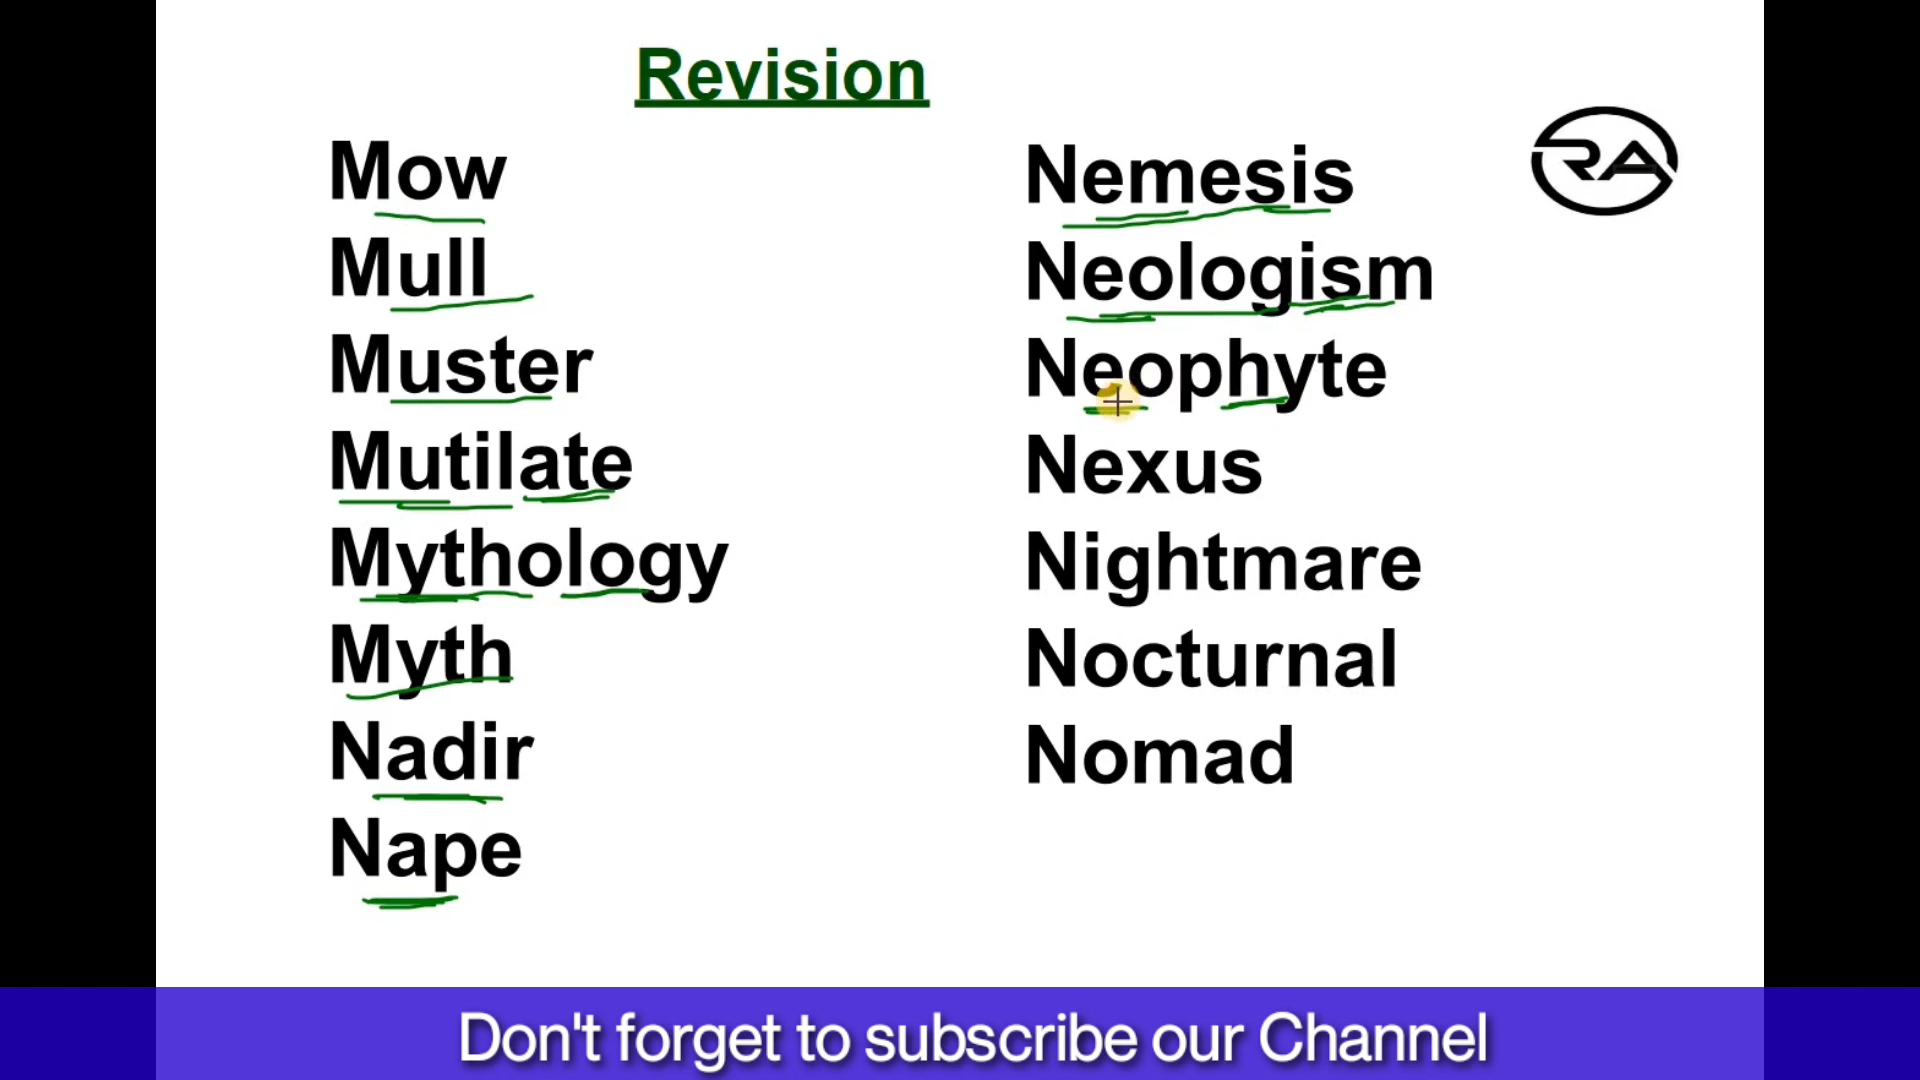 Revision
Mow
Mull
Muster
Mutilate
Mythology
Myth
Nadir
Nape
Nemesis
Neologism
Neophyte
Nexus
Nightmare
Nocturnal
Nomad
RA
Don't forget to subscribe our Channel